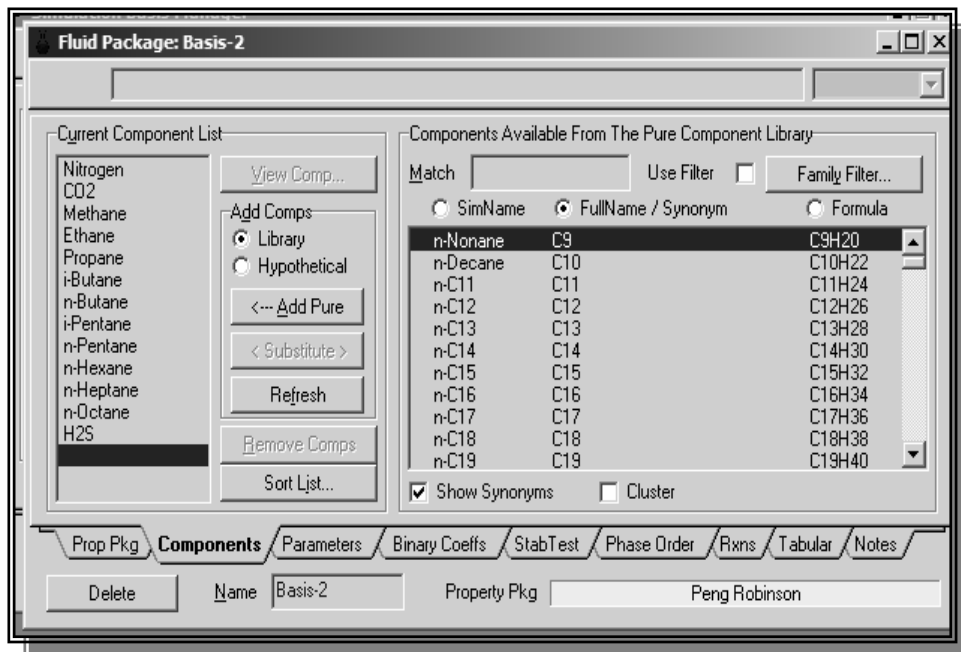 Fluid Package: Basis-2
Current Component List
Nitrogen
CO2
Methane
Ethane
Propane
i-Butane
n-Butane
i-Pentane
n-Pentane
n-Hexane
n-Heptane
n-Octane
H2S
View Comp...
Add Comps
Library
Hypothetical
<--- Add Pure
< Substitute >
Refresh
Remove Comps
Sort List...
Components Available From The Pure Component Library
Match Use Filter Family Filter...
SimName FullName / Synonym Formula
n-Nonane C9 C9H20
n-Decane C10 C10H22
n-C11 C11 C11H24
n-C12 C12 C12H26
n-C13 C13 C13H28
n-C14 C14 C14H30
n-C15 C15 C15H32
n-C16 C16 C16H34
n-C17 C17 C17H36
n-C18 C18 C18H38
n-C19 C19 C19H40
Show Synonyms Cluster
Prop Pkg Components Parameters Binary Coeffs StabTest Phase Order Rxns Tabular Notes
Delete Name Basis-2 Property Pkg Peng Robinson